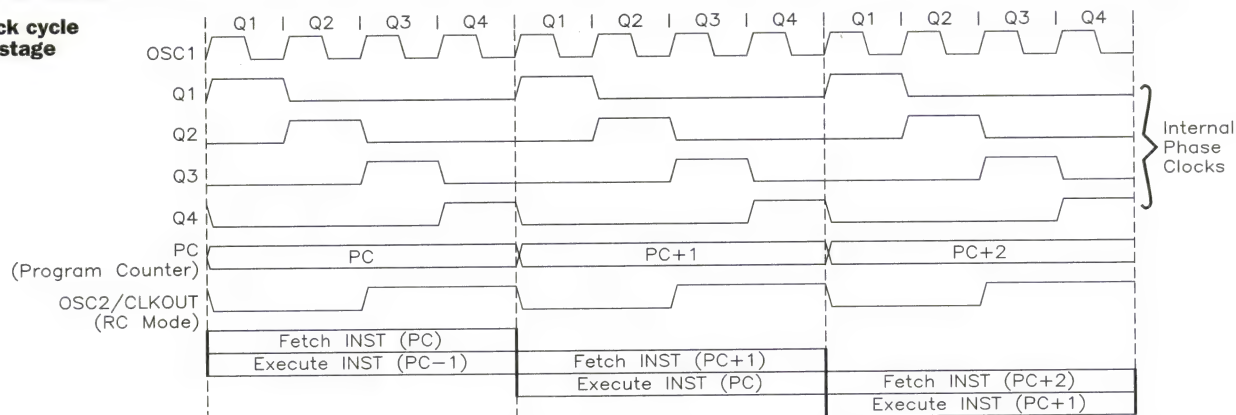 ck cycle
stage
Q1 | Q2 | Q3 | Q4 | Q1 | Q2 | Q3 | Q4 | Q1 | Q2 | Q3 | Q4
OSC1
Q1
Q2
Q3
Q4
Internal
Phase
Clocks
PC
(Program Counter)
PC PC+1 PC+2
OSC2/CLKOUT
(RC Mode)
Fetch INST (PC)
Execute INST (PC-1) Fetch INST (PC+1)
Execute INST (PC) Fetch INST (PC+2)
Execute INST (PC+1)